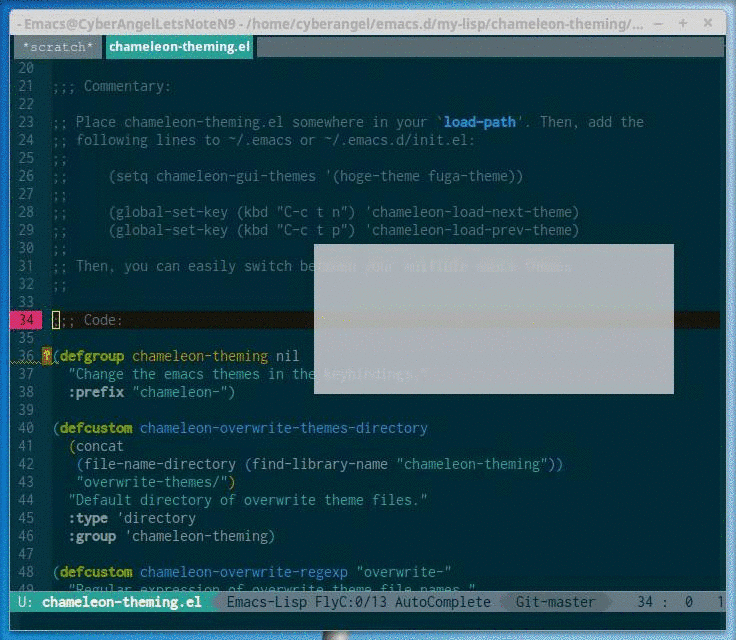 - Emacs@CyberAngelLetsNoteN9 - /home/cyberangel/emacs.d/my-lisp/chameleon-theming/... – + ×
*scratch* chameleon-theming.el
20
21 ;;; Commentary:
22
23 ;; Place chameleon-theming.el somewhere in your `load-path'. Then, add the
24 ;; following lines to ~/.emacs or ~/.emacs.d/init.el:
25 ;;
26 ;;     (setq chameleon-gui-themes '(hoge-theme fuga-theme))
27 ;;
28 ;;     (global-set-key (kbd "C-c t n") 'chameleon-load-next-theme)
29 ;;     (global-set-key (kbd "C-c t p") 'chameleon-load-prev-theme)
30 ;;
31 ;; Then, you can easily switch between your multiple emacs themes
32 ;;
33
34 ;;; Code:
35
36 (defgroup chameleon-theming nil
37   "Change the emacs themes in the keybindings."
38   :prefix "chameleon-")
39
40 (defcustom chameleon-overwrite-themes-directory
41   (concat
42    (file-name-directory (find-library-name "chameleon-theming"))
43    "overwrite-themes/")
44   "Default directory of overwrite theme files."
45   :type 'directory
46   :group 'chameleon-theming)
47
48 (defcustom chameleon-overwrite-regexp "overwrite-"
49   "Regular expression of overwrite theme file names."
U: chameleon-theming.el Emacs-Lisp FlyC:0/13 AutoComplete Git-master 34 : 0 1